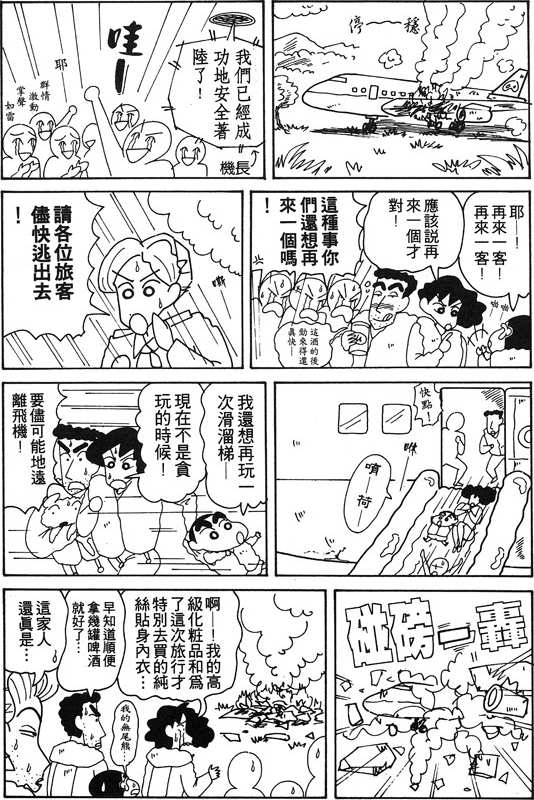 停一穩
我們已經成
功地安全著
陸了！
機長
哇！
耶
群情
激動
掌聲
如雷
耶─！
再來一客！
再來一客！
應該說再
來一個才
對！
這種事你
們還想再
來一個嗎
！
這酒的後
勁來得還
真快…
請各位旅客
儘快逃出去
！
快點！
咻
唷─荷─
我還想再玩一
次滑溜梯─
現在不是貪
玩的時候！
要儘可能地遠
離飛機！
轟─磅碰
啊─！我的高
級化粧品和為
了這次旅行才
特別去買的純
絲貼身內衣…
我的無尾熊…
早知道順便
拿幾罐啤酒
就好了…
這家人
還真是…